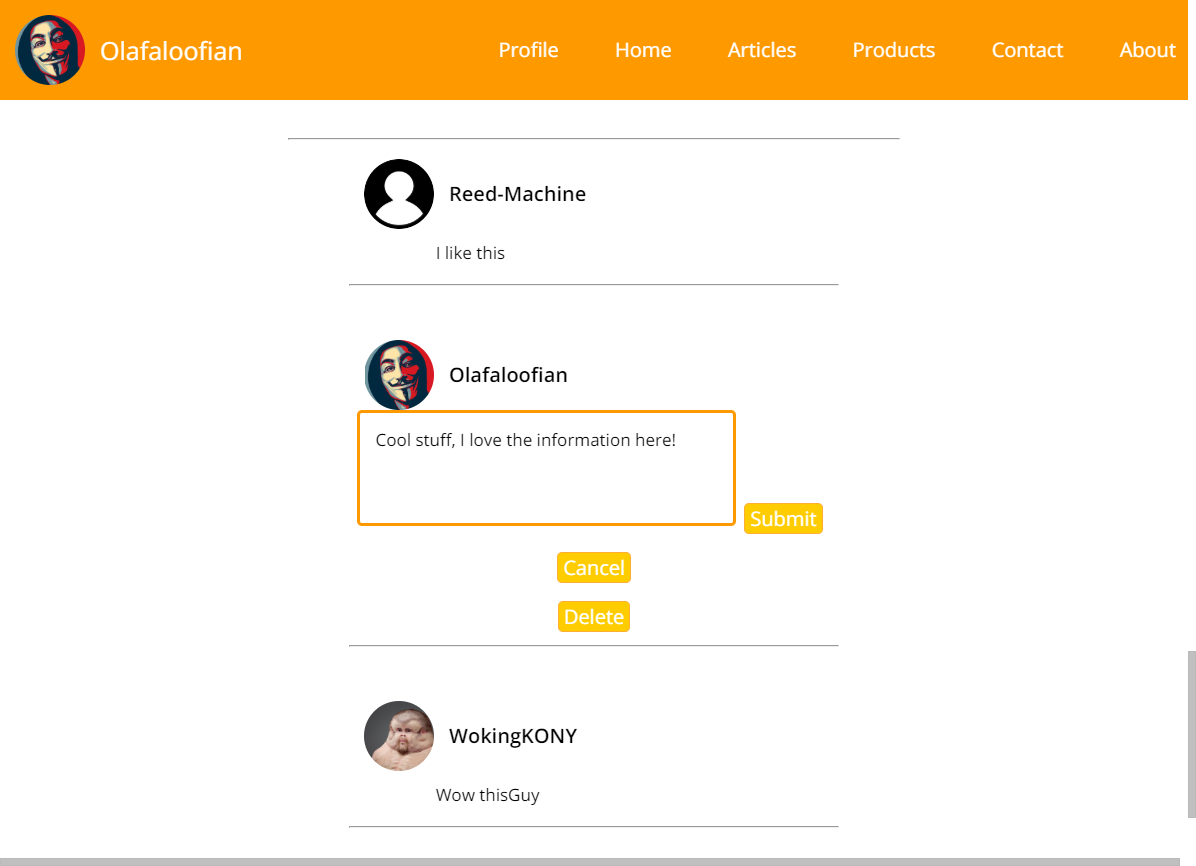 Olafaloofian Profile Home Articles Products Contact About
Reed-Machine
I like this
Olafaloofian
Cool stuff, I love the information here!
Submit
Cancel
Delete
WokingKONY
Wow thisGuy